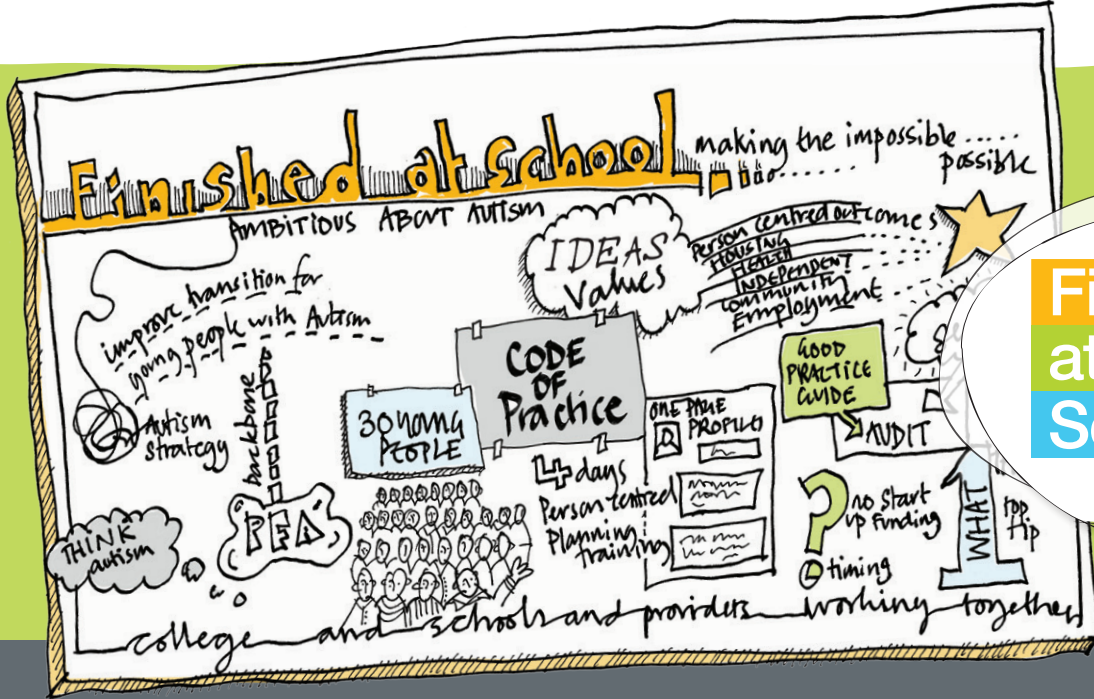 Finished at school
making the impossible .....
possible
AMBITIOUS ABOUT AUTISM
IDEAS
Values
Person centred outcomes
HOUSING
HEALTH
INDEPENDENT
Community
Employment
improve transition for
young people with Autism
Autism
Strategy
backbone
PFA
THINK
autism
30 YOUNG
PEOPLE
CODE
OF
Practice
4 days
Person centred
Planning
training
ONE PAGE
PROFILES
GOOD
PRACTICE
GUIDE
AUDIT
? no start
up Funding
timing
1
WHAT
TOP
tip
college and schools and providers working together
Fi
at
Sc